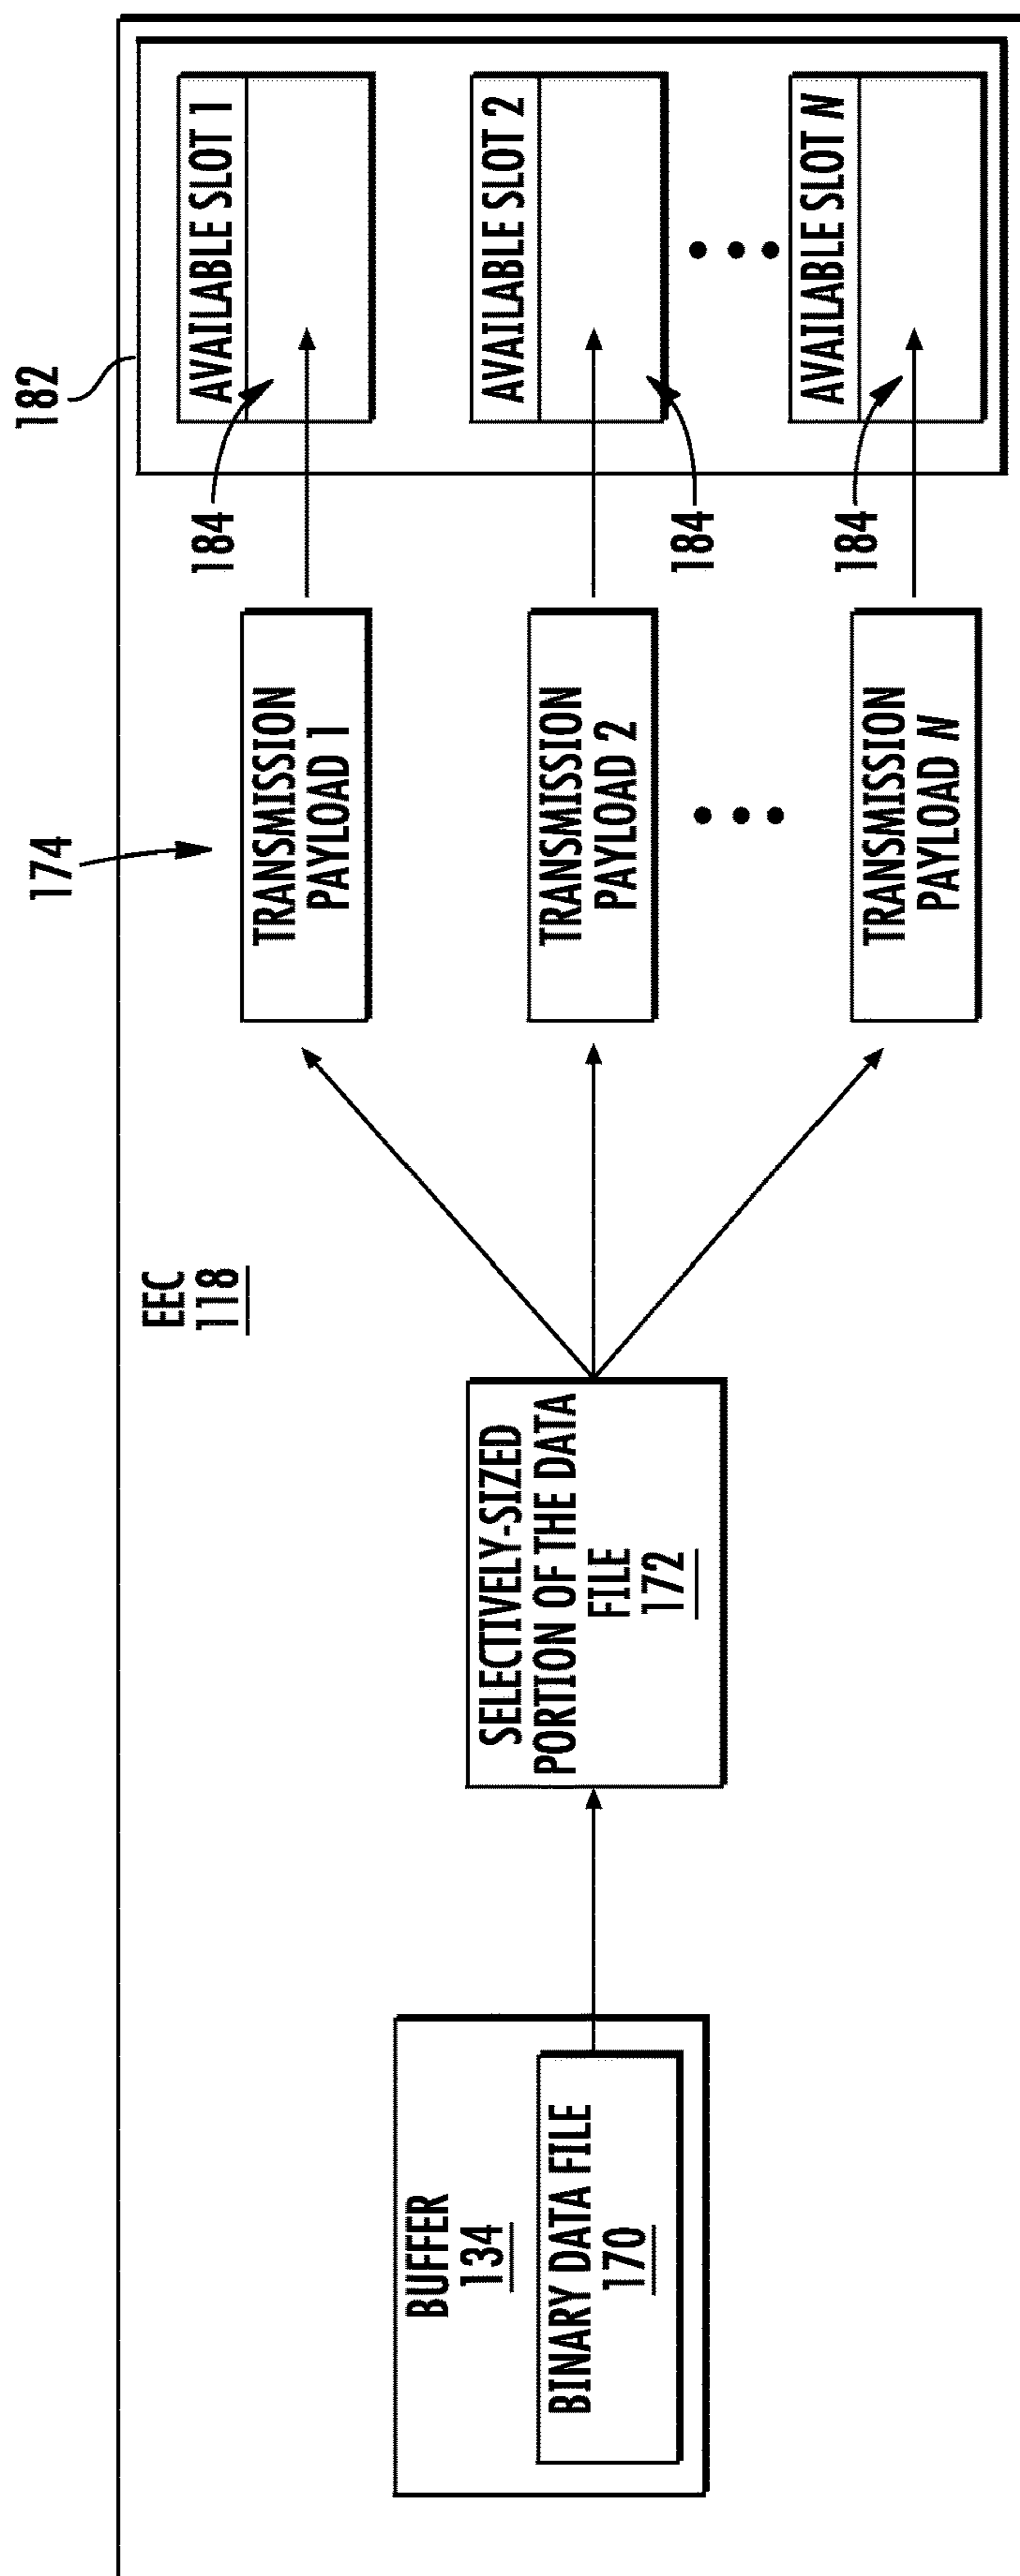 EEC
118
BUFFER
134
BINARY DATA FILE
170
SELECTIVELY-SIZED
PORTION OF THE DATA
FILE
172
174
TRANSMISSION
PAYLOAD 1
TRANSMISSION
PAYLOAD 2
TRANSMISSION
PAYLOAD N
182
184
AVAILABLE SLOT 1
184
AVAILABLE SLOT 2
184
AVAILABLE SLOT N